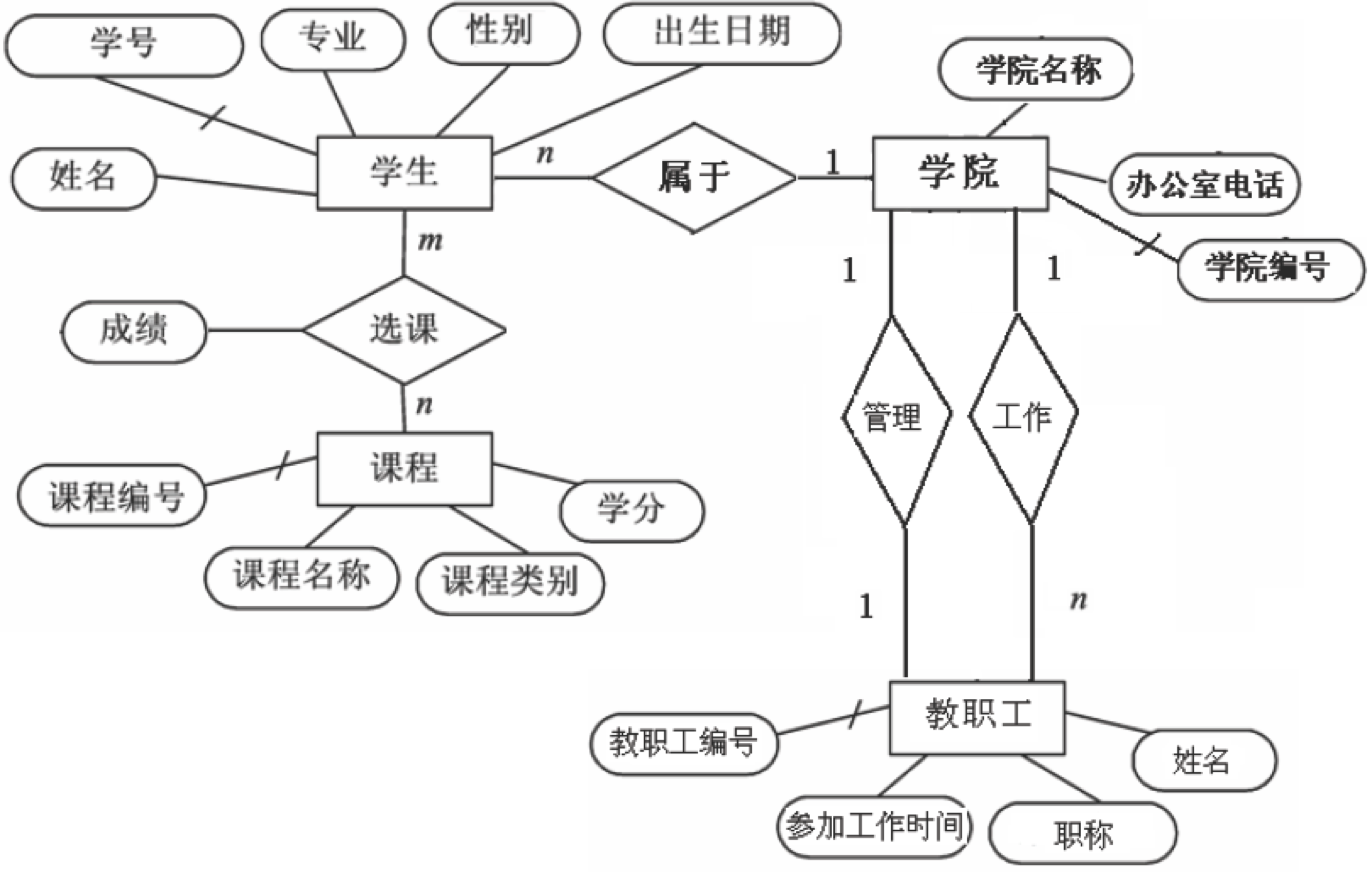 学号
专业
性别
出生日期
学院名称
姓名
学生
n
属于
1
学院
办公室电话
学院编号
m
1
1
成绩
选课
管理
工作
n
课程编号
课程
学分
课程名称
课程类别
1
n
教职工编号
教职工
姓名
参加工作时间
职称